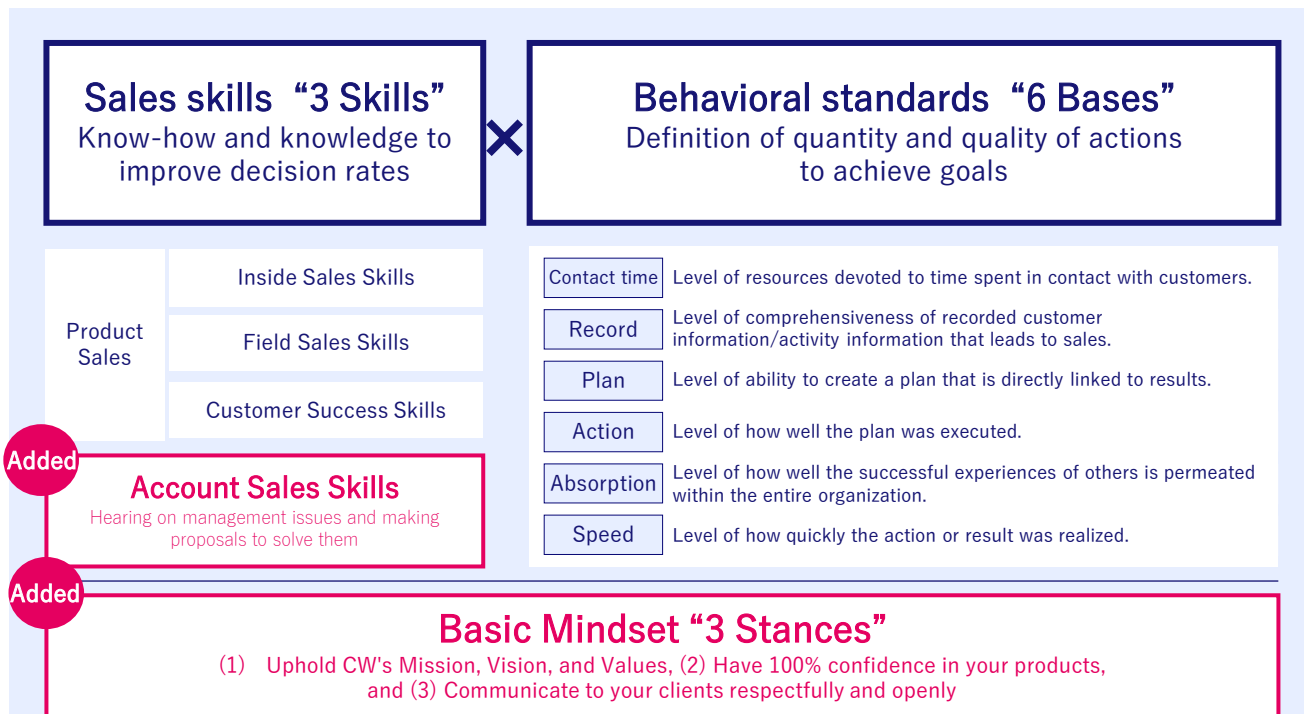 Sales skills “3 Skills”
Know-how and knowledge to
improve decision rates
×
Behavioral standards “6 Bases”
Definition of quantity and quality of actions
to achieve goals
Product
Sales
Inside Sales Skills
Field Sales Skills
Customer Success Skills
Added
Account Sales Skills
Hearing on management issues and making
proposals to solve them
Contact time
Level of resources devoted to time spent in contact with customers.
Record
Level of comprehensiveness of recorded customer
information/activity information that leads to sales.
Plan
Level of ability to create a plan that is directly linked to results.
Action
Level of how well the plan was executed.
Absorption
Level of how well the successful experiences of others is permeated
within the entire organization.
Speed
Level of how quickly the action or result was realized.
Added
Basic Mindset “3 Stances”
(1) Uphold CW's Mission, Vision, and Values, (2) Have 100% confidence in your products,
and (3) Communicate to your clients respectfully and openly